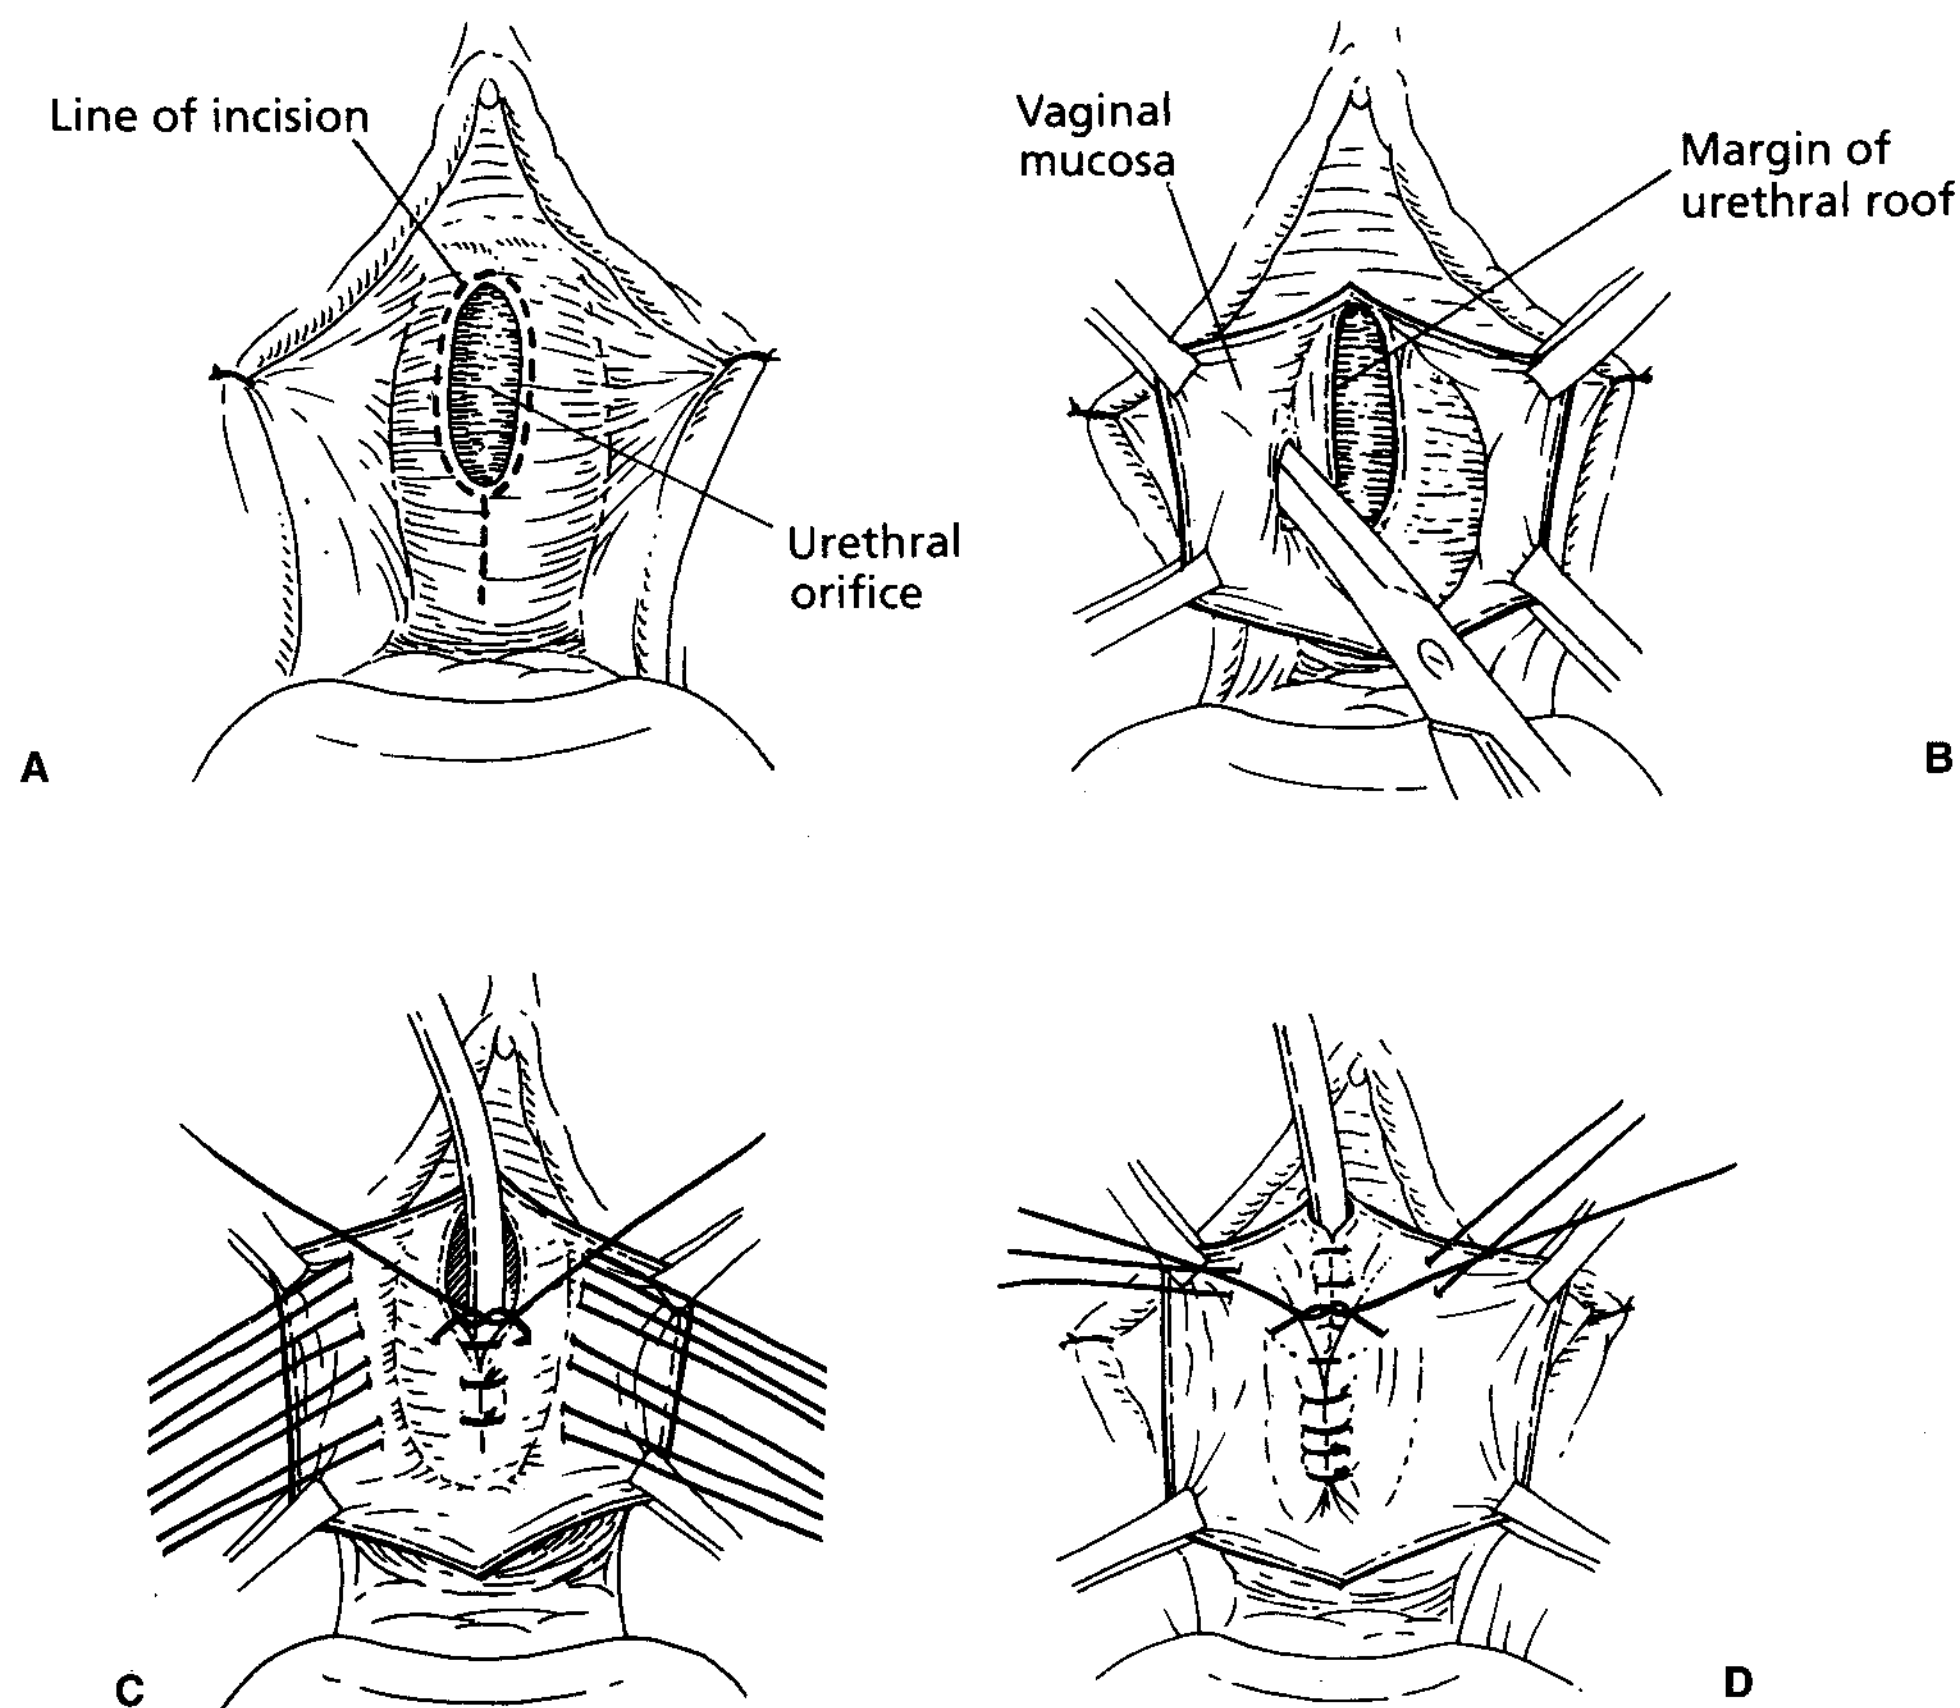 Line of incision
Urethral
orifice
A
Vaginal
mucosa
Margin of
urethral roof
B
C
D